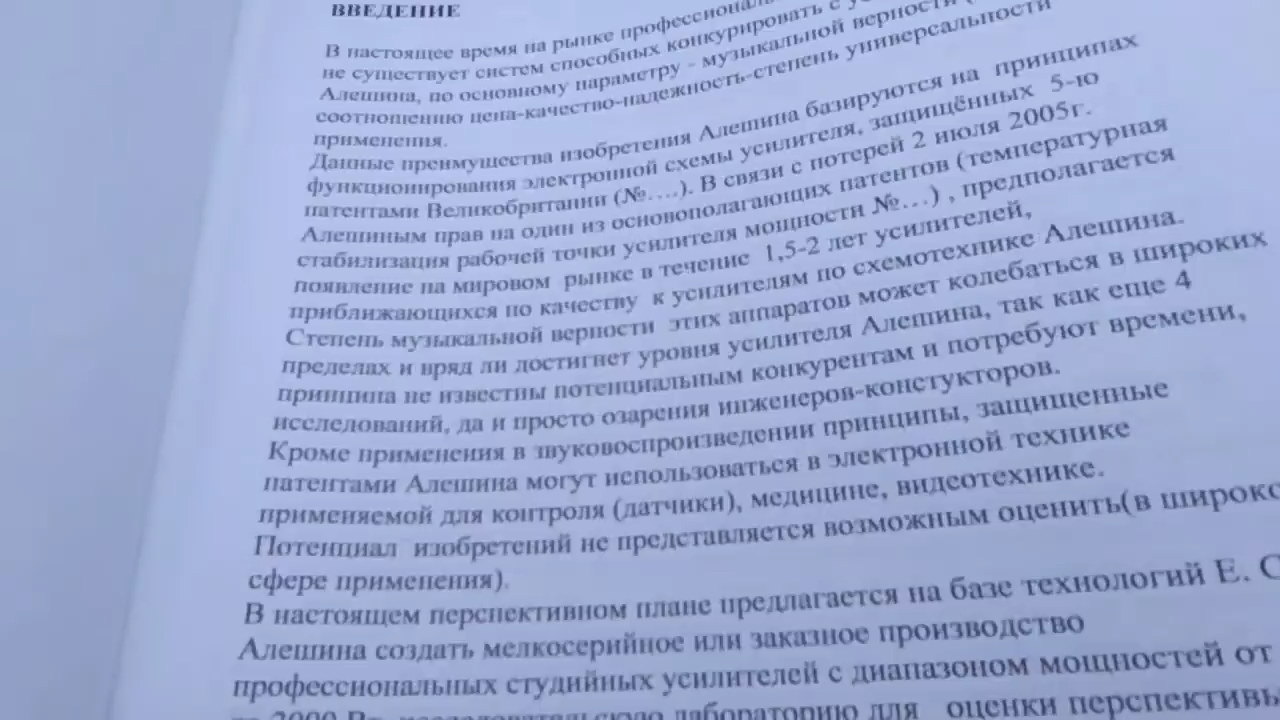 ВВЕДЕНИЕ
В настоящее время на рынке
не существует систем способных конкурировать с
Алешина, по основному параметру - музыкальной верности
соотношению цена-качество-надежность-степень универсальности
применения.
Данные преимущества изобретения Алешина базируются на принципах
функционирования электронной схемы усилителя, защищённых 5-ю
патентами Великобритании (№….). В связи с потерей 2 июля 2005г.
Алешиным прав на один из основополагающих патентов (температурная
стабилизация рабочей точки усилителя мощности №…) , предполагается
появление на мировом рынке в течение 1,5-2 лет усилителей,
приближающихся по качеству к усилителям по схемотехнике Алешина.
Степень музыкальной верности этих аппаратов может колебаться в широких
пределах и вряд ли достигнет уровня усилителя Алешина, так как еще 4
принципа не известны потенциальным конкурентам и потребуют времени,
исследований, да и просто озарения инженеров-констукторов.
Кроме применения в звуковоспроизведении принципы, защищенные
патентами Алешина могут использоваться в электронной технике
применяемой для контроля (датчики), медицине, видеотехнике.
Потенциал изобретений не представляется возможным оценить(в
сфере применения).
В настоящем перспективном плане предлагается на базе технологий Е.
Алешина создать мелкосерийное или заказное производство
профессиональных студийных усилителей с диапазоном мощностей от
2000 Вт, лабораторию для оценки